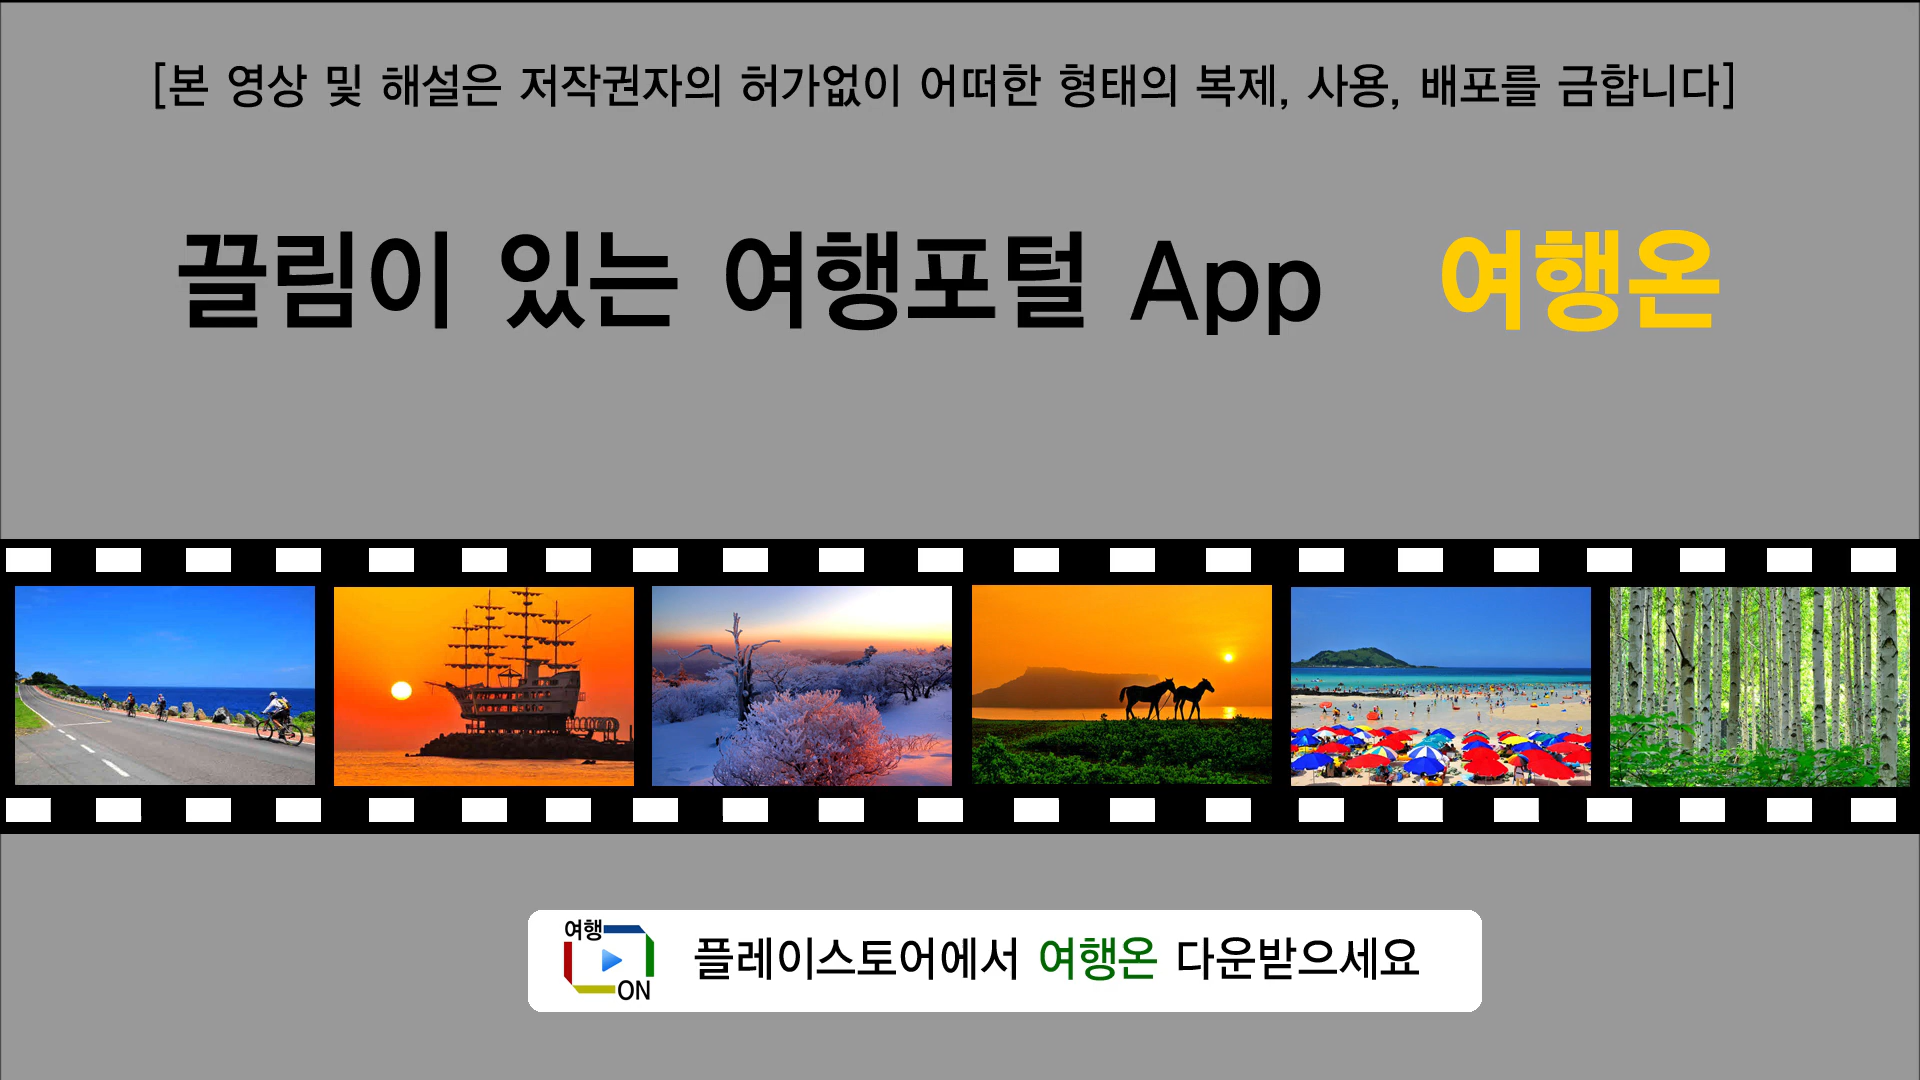 [본 영상 및 해설은 저작권자의 허가없이 어떠한 형태의 복제, 사용, 배포를 금합니다]
끌림이 있는 여행포털 App 여행온
여행
ON
플레이스토어에서 여행온 다운받으세요